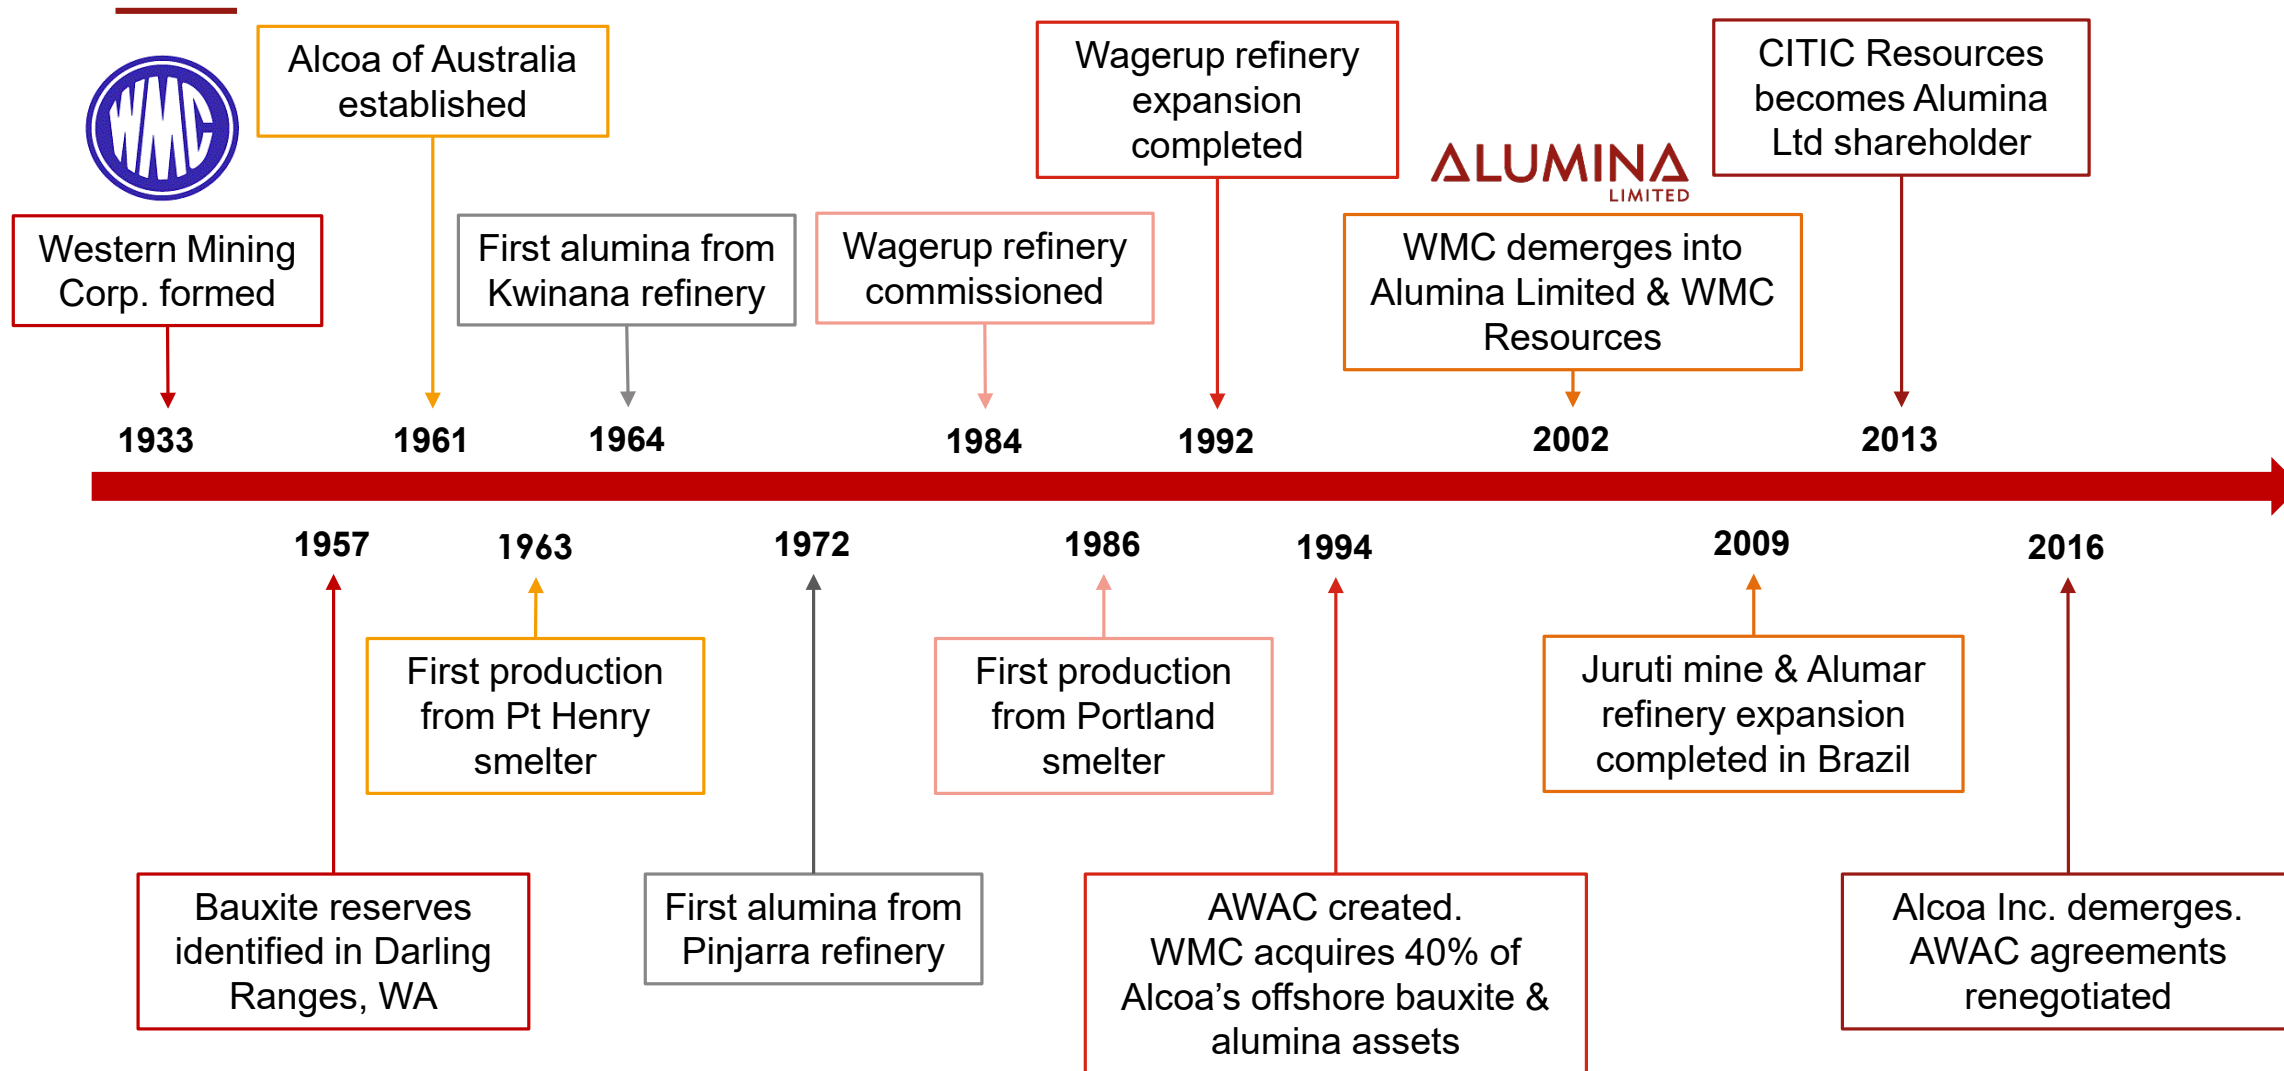 WMC
Western Mining
Corp. formed
Alcoa of Australia
established
First alumina from
Kwinana refinery
Wagerup refinery
commissioned
Wagerup refinery
expansion
completed
ALUMINA
LIMITED
WMC demerges into
Alumina Limited & WMC
Resources
CITIC Resources
becomes Alumina
Ltd shareholder
1933
1961
1964
1984
1992
2002
2013
1957
1963
1972
1986
1994
2009
2016
Bauxite reserves
identified in Darling
Ranges, WA
First production
from Pt Henry
smelter
First alumina from
Pinjarra refinery
First production
from Portland
smelter
AWAC created.
WMC acquires 40% of
Alcoa’s offshore bauxite &
alumina assets
Juruti mine & Alumar
refinery expansion
completed in Brazil
Alcoa Inc. demerges.
AWAC agreements
renegotiated